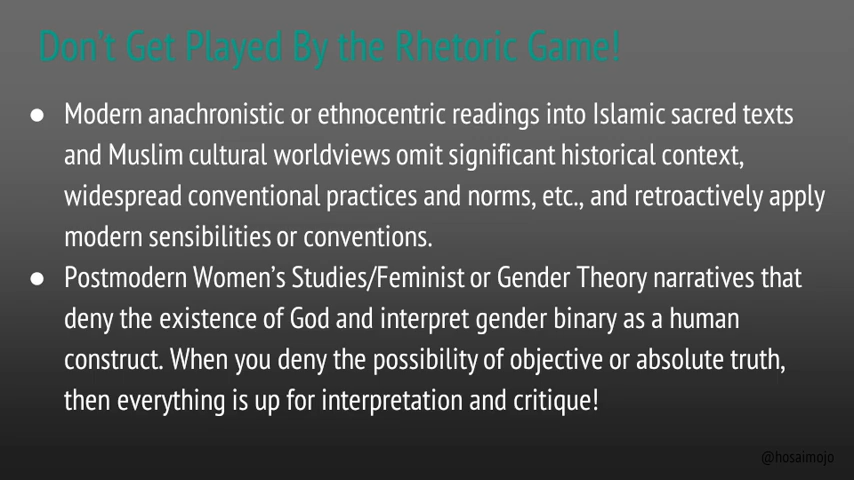 Don't Get Played By the Rhetoric Game!
● Modern anachronistic or ethnocentric readings into Islamic sacred texts
and Muslim cultural worldviews omit significant historical context,
widespread conventional practices and norms, etc., and retroactively apply
modern sensibilities or conventions.
● Postmodern Women's Studies/Feminist or Gender Theory narratives that
deny the existence of God and interpret gender binary as a human
construct. When you deny the possibility of objective or absolute truth,
then everything is up for interpretation and critique!
@hosaimojo